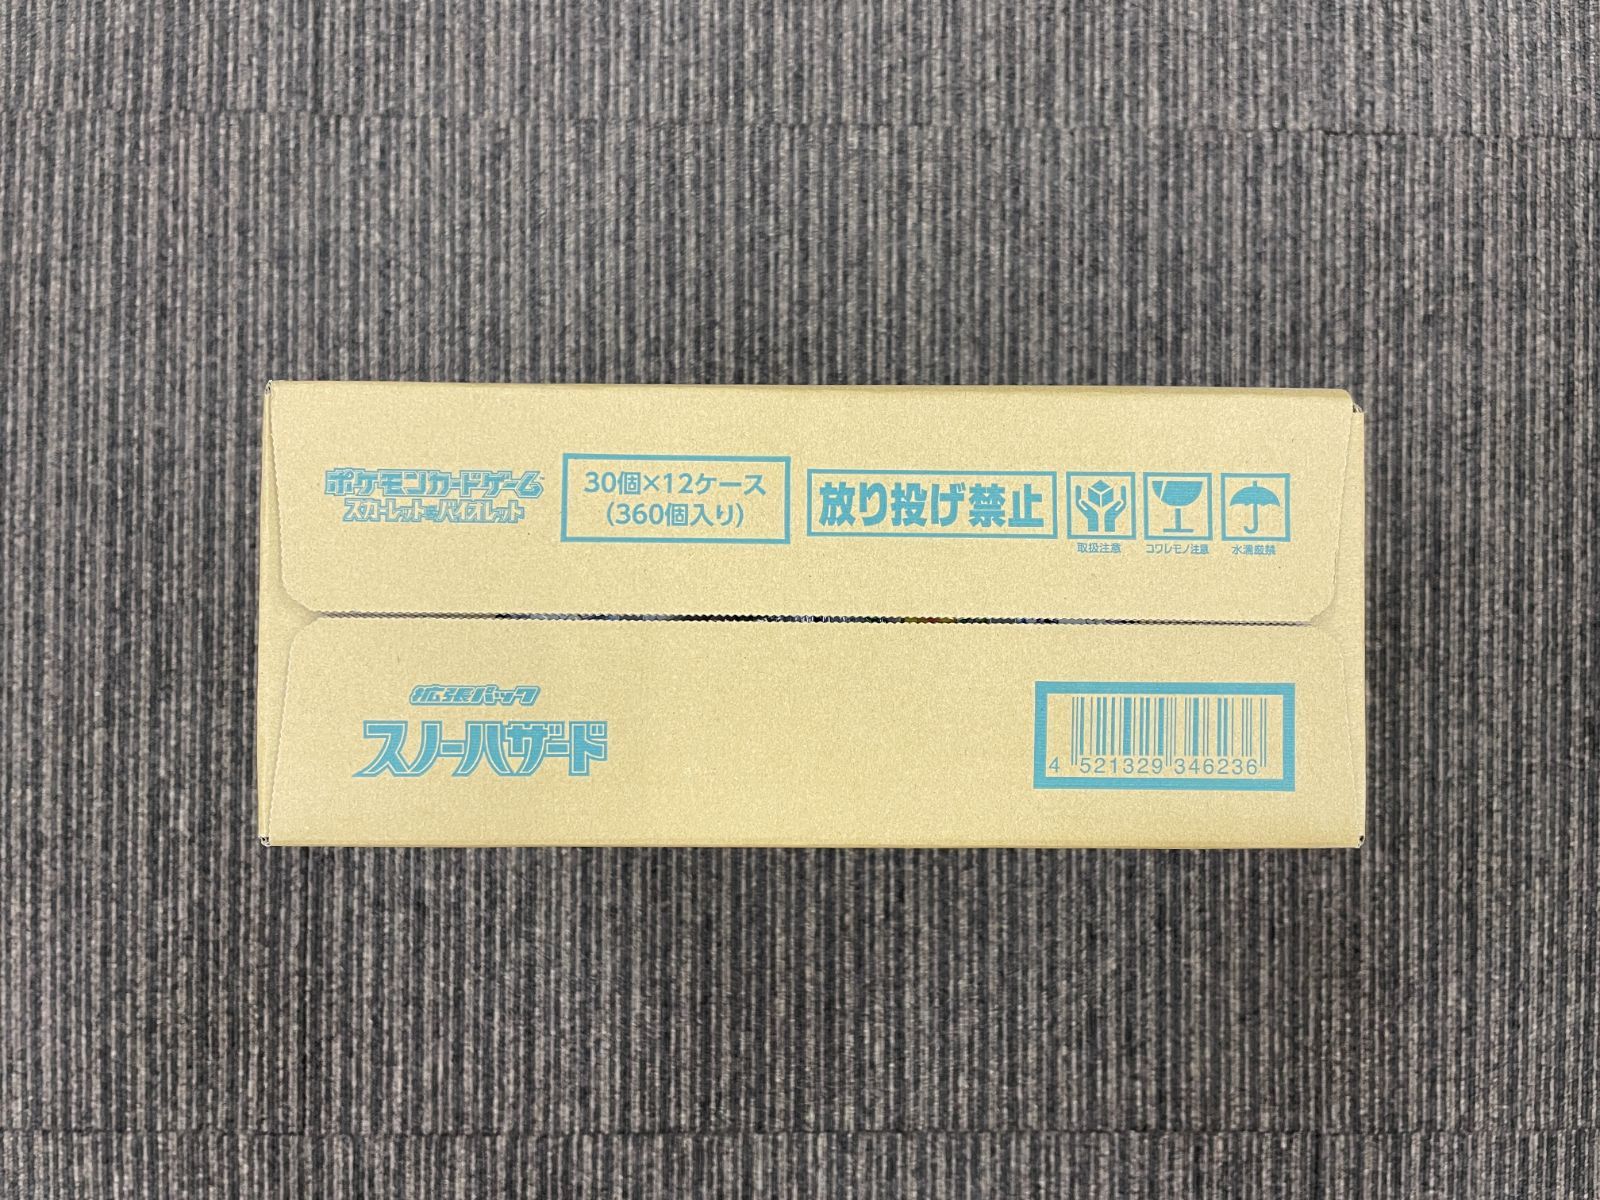 ポケモンカードゲーム
スカーレット&バイオレット
30個×12ケース
(360個入り)
放り投げ禁止
取扱注意
コワレモノ注意
水濡厳禁
拡張パック
スノーハザード
4 521329 346236